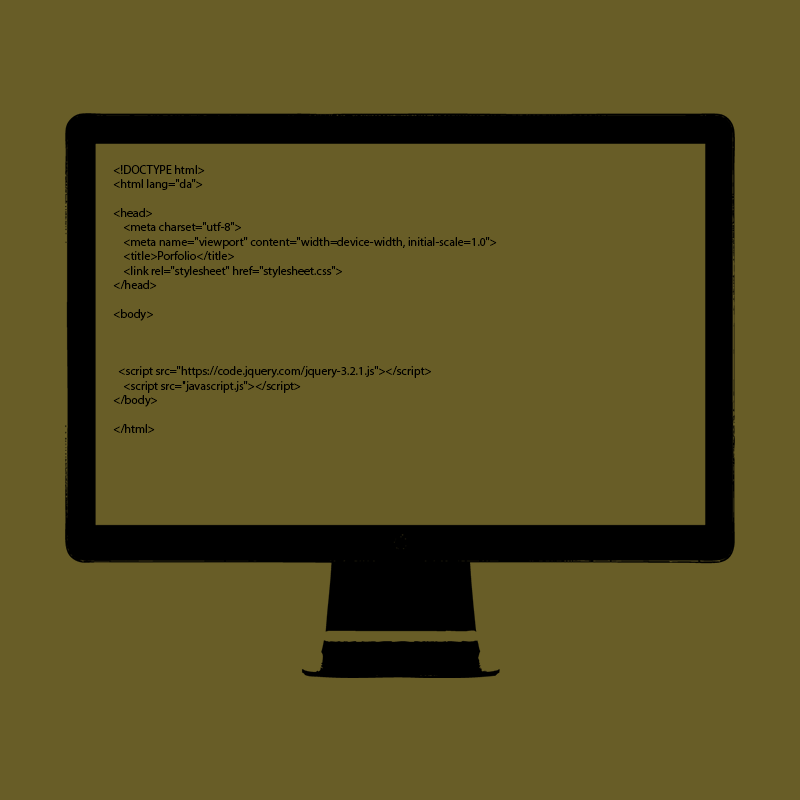 <!DOCTYPE html>
<html lang="da">
<head>
<meta charset="utf-8">
<meta name="viewport" content="width=device-width, initial-scale=1.0">
<title>Porfolio</title>
<link rel="stylesheet" href="stylesheet.css">
</head>
<body>
<script src="https://code.jquery.com/jquery-3.2.1.js"></script>
<script src="javascript.js"></script>
</body>
</html>